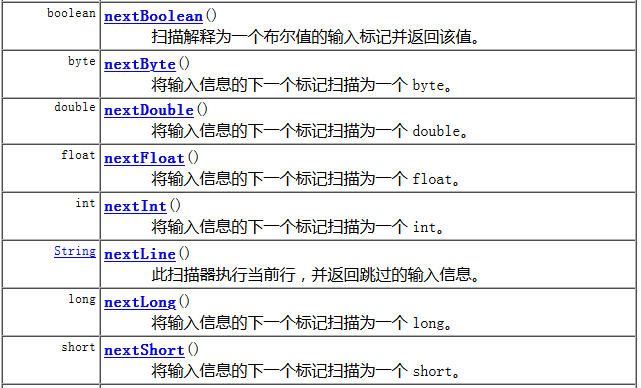 boolean nextBoolean()
扫描解释为一个布尔值的输入标记并返回该值。
byte nextByte()
将输入信息的下一个标记扫描为一个 byte。
double nextDouble()
将输入信息的下一个标记扫描为一个 double。
float nextFloat()
将输入信息的下一个标记扫描为一个 float。
int nextInt()
将输入信息的下一个标记扫描为一个 int。
String nextLine()
此扫描器执行当前行，并返回跳过的输入信息。
long nextLong()
将输入信息的下一个标记扫描为一个 long。
short nextShort()
将输入信息的下一个标记扫描为一个 short。